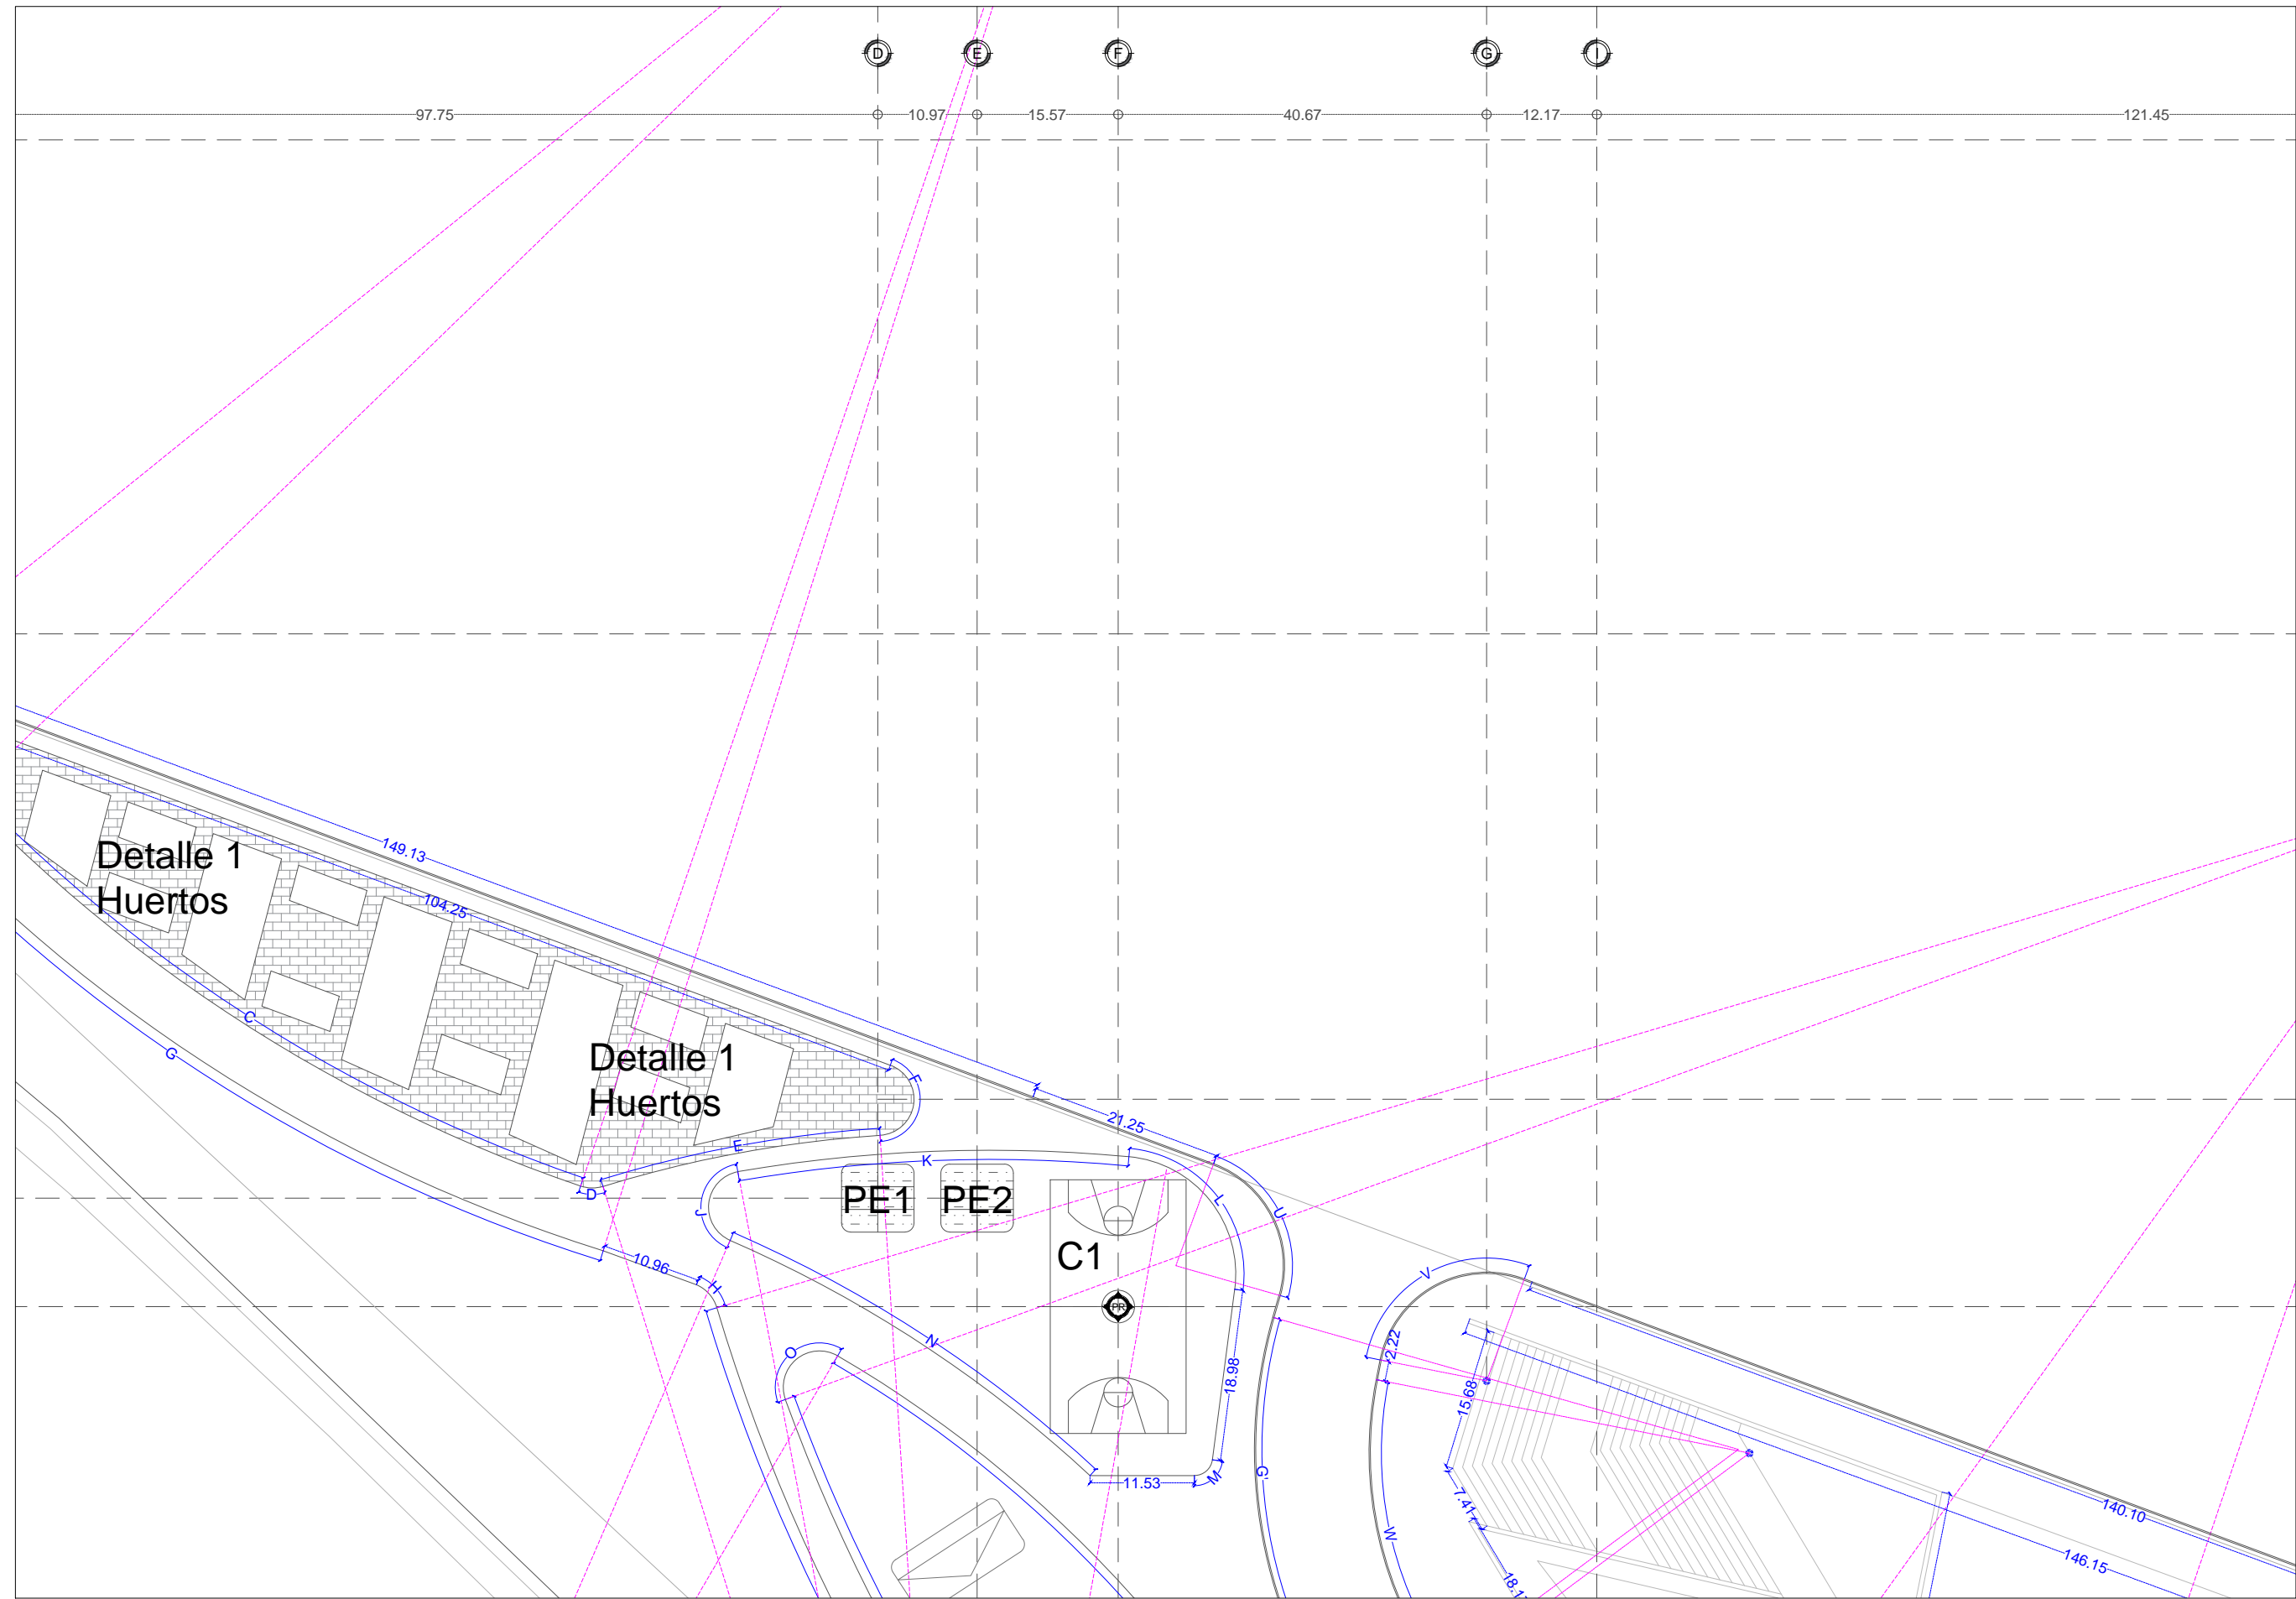 D
E
F
G
I
97.75
10.97
15.57
40.67
12.17
121.45
149.13
Detalle 1
Huertos
104.25
C
G
Detalle 1
Huertos
F
21.25
E
K
D
J
PE1
PE2
L
U
C1
10.96
H
V
PR
N
O
2.22
18.98
15.68
G'
M
11.53
7.41
W
140.10
146.15